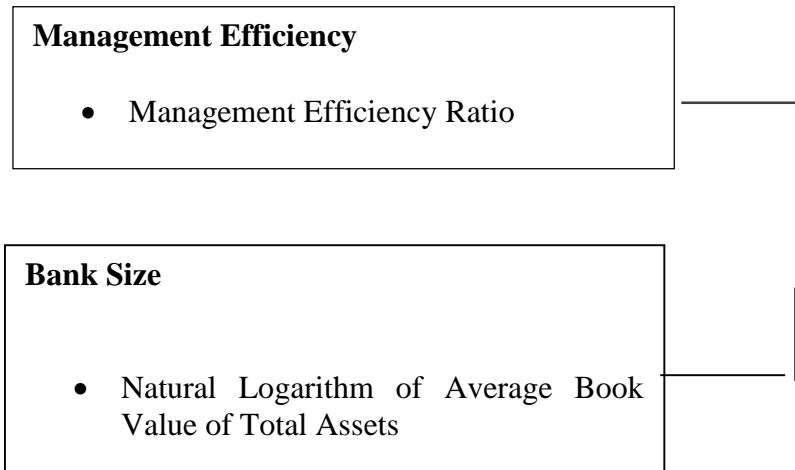 Management Efficiency
• Management Efficiency Ratio
Bank Size
• Natural Logarithm of Average Book
Value of Total Assets